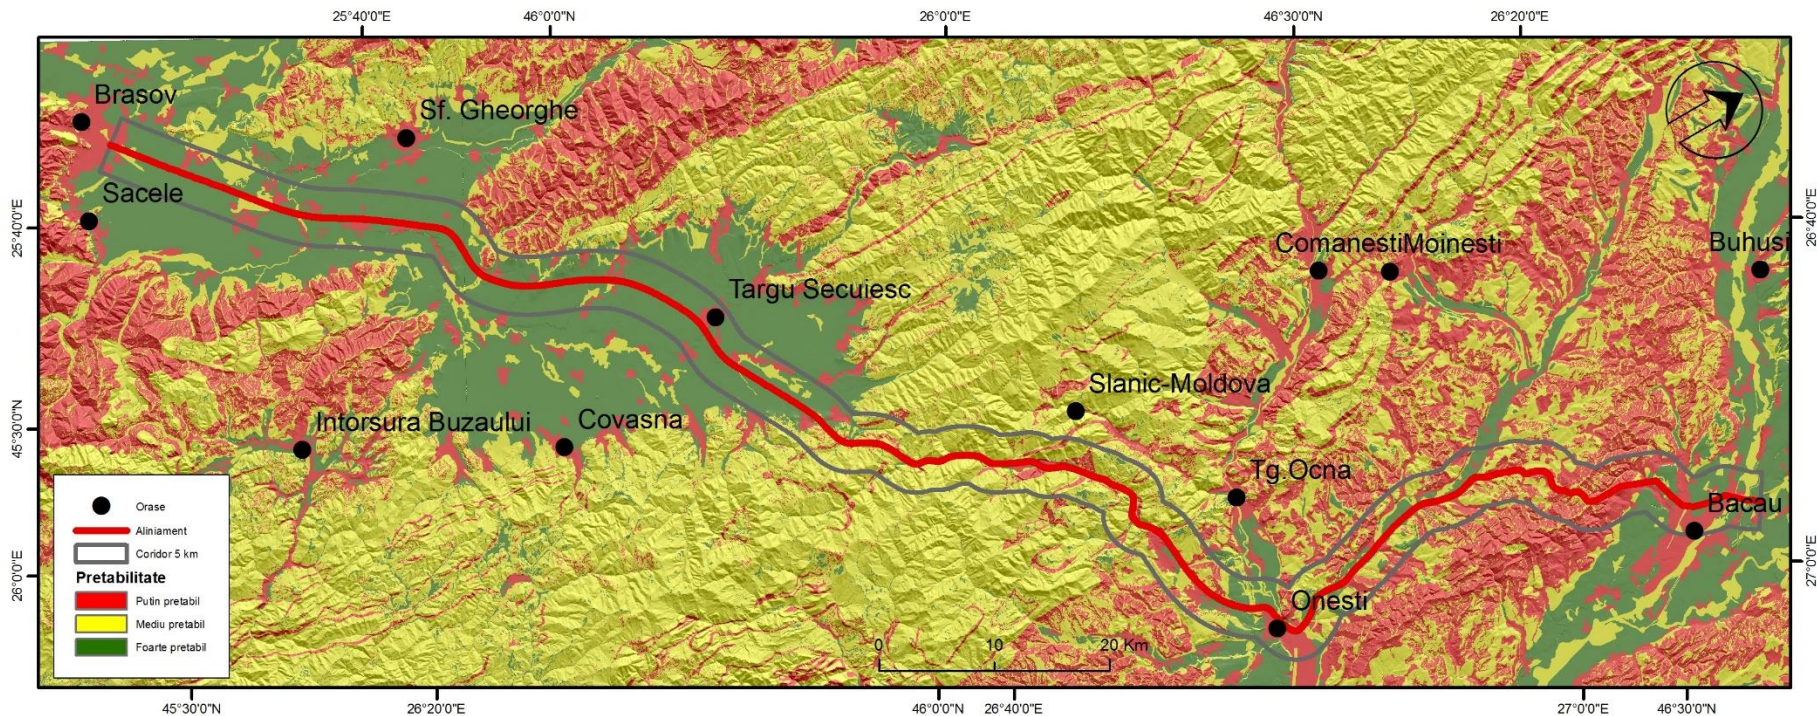 25°40'0"E
46°0'0"N
26°0'0"E
46°30'0"N
26°20'0"E
Brasov
Sf. Gheorghe
Sacele
25°40'0"E
26°40'0"E
ComanestiMoinesti
Buhusi
Targu Secuiesc
Slanic-Moldova
45°30'0"N
Intorsura Buzaului
Covasna
Tg.Ocna
Bacau
Orase
Aliniament
Coridor 5 km
Pretabilitate
Putin pretabil
Mediu pretabil
Foarte pretabil
26°0'0"E
27°0'0"E
Onesti
0
10
20 Km
45°30'0"N
26°20'0"E
46°0'0"N
26°40'0"E
27°0'0"E
46°30'0"N